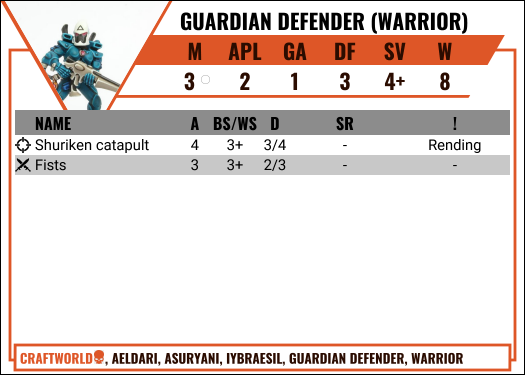 GUARDIAN DEFENDER (WARRIOR)
M APL GA DF SV W
3 2 1 3 4+ 8
NAME A BS/WS D SR !
Shuriken catapult 4 3+ 3/4 - Rending
Fists 3 3+ 2/3 - -
CRAFTWORLD, AELDARI, ASURYANI, IYBRAESIL, GUARDIAN DEFENDER, WARRIOR